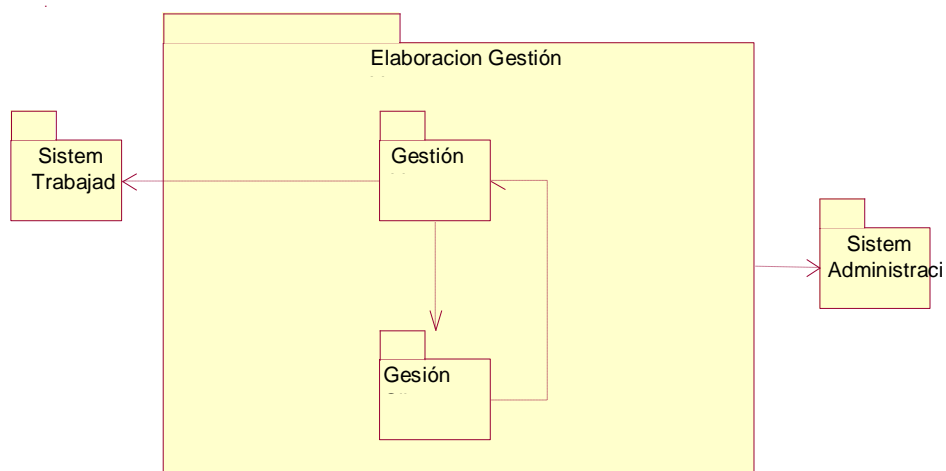 Elaboracion Gestión
Sistem
Trabajad
Gestión
Sistem
Administraci
Gesión